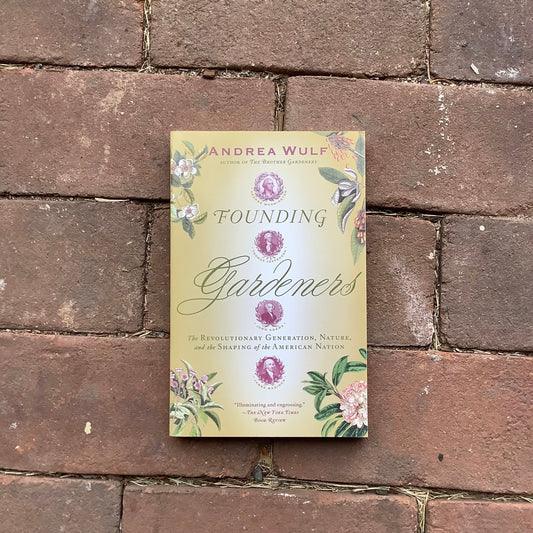 ANDREA WULF
AUTHOR OF THE BROTHER GARDENERS
FOUNDING
Gardeners
The REVOLUTIONARY GENERATION, NATURE,
and the SHAPING of the AMERICAN NATION
"Illuminating and engrossing."
—THE NEW YORK TIMES
BOOK REVIEW